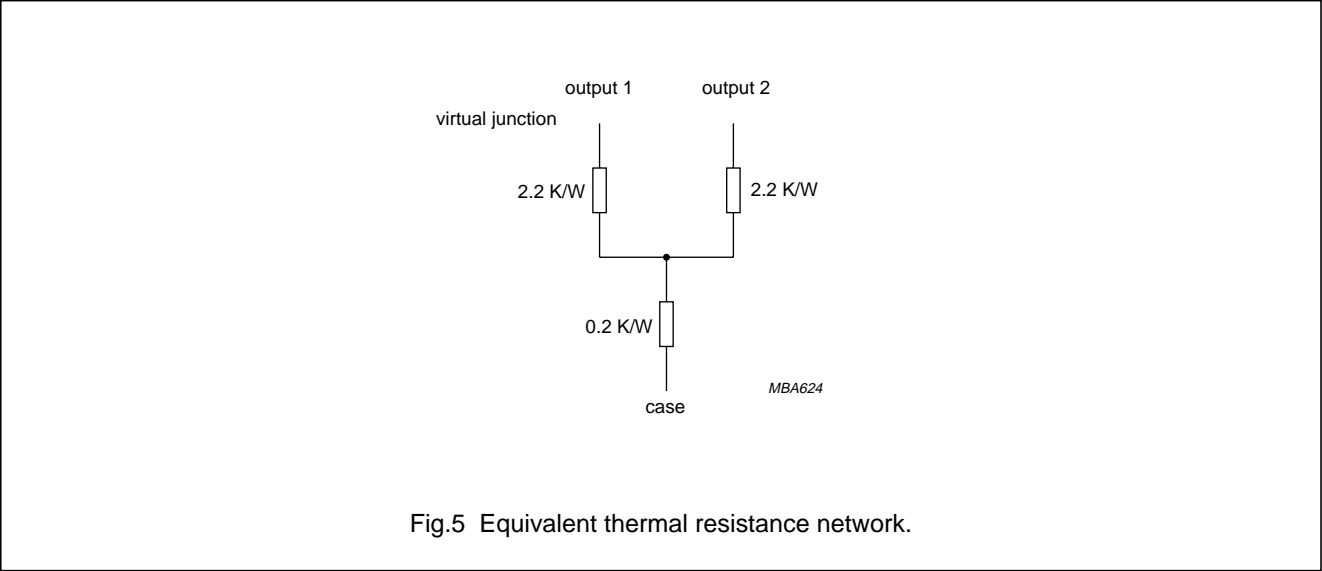 output 1
output 2
virtual junction
2.2 K/W
2.2 K/W
0.2 K/W
MBA624
case
Fig.5 Equivalent thermal resistance network.